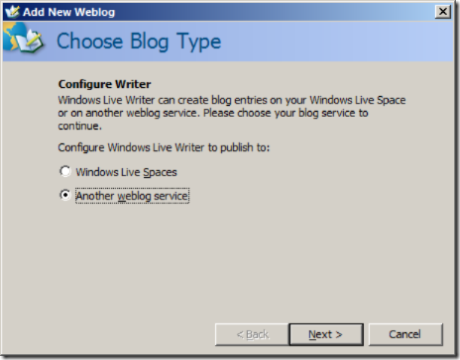 Add New Weblog
Choose Blog Type
Configure Writer
Windows Live Writer can create blog entries on your Windows Live Space
or on another weblog service. Please choose your blog service to
continue.
Configure Windows Live Writer to publish to:
Windows Live Spaces
Another weblog service
< Back Next > Cancel